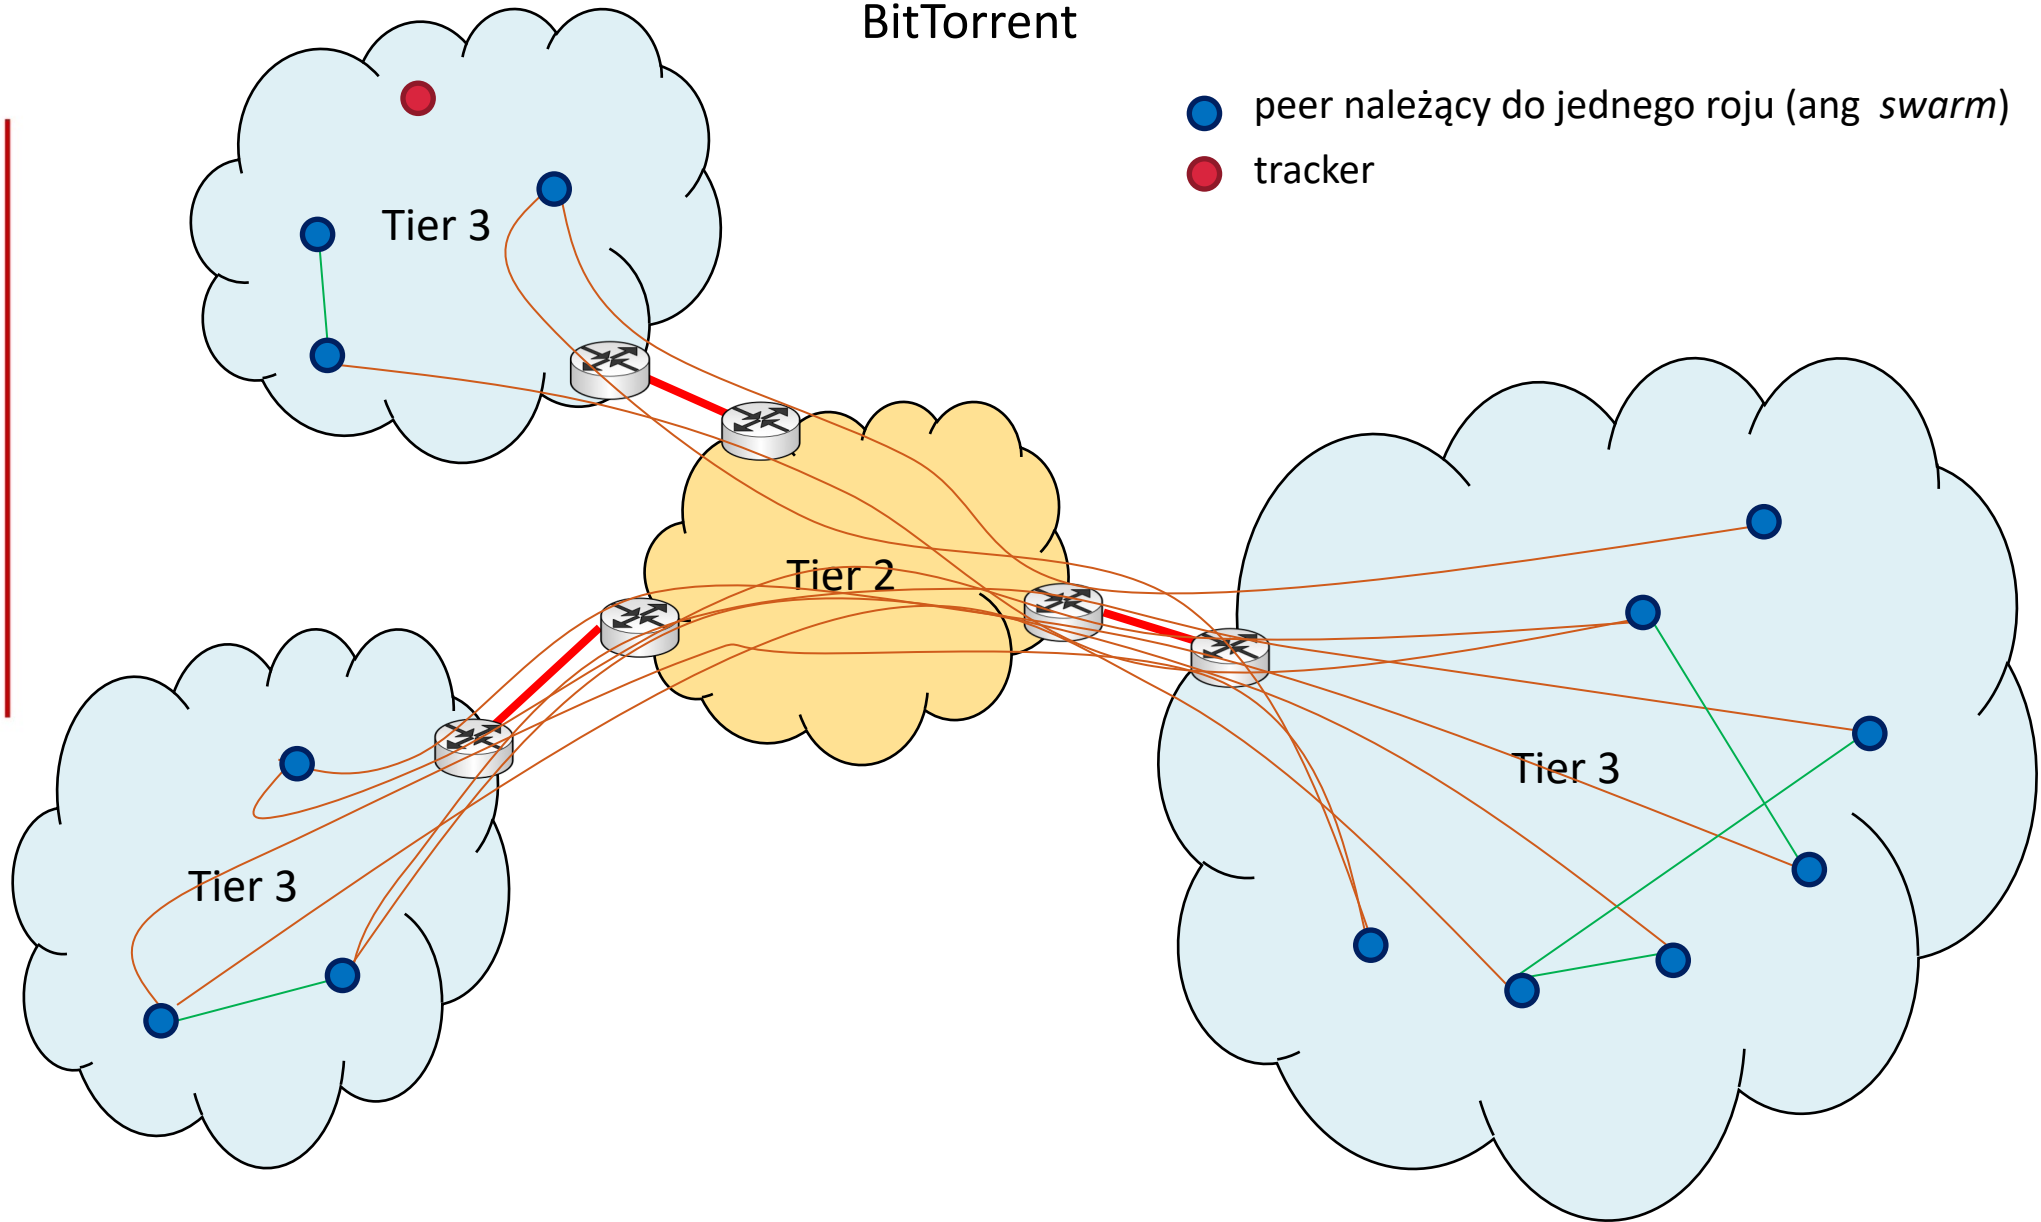 BitTorrent
peer należący do jednego roju (ang swarm)
tracker
Tier 3
Tier 2
Tier 3
Tier 3